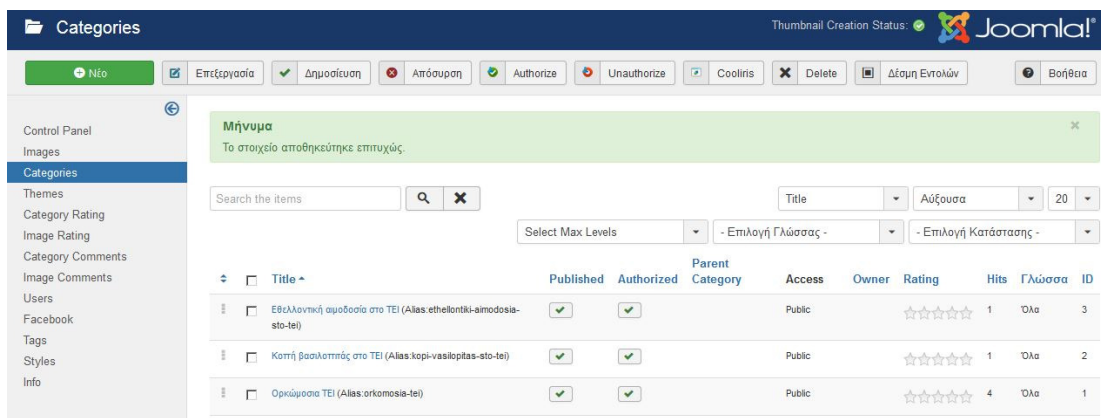 Categories
Thumbnail Creation Status:
Joomla!®
Νέο
Επεξεργασία
Δημοσίευση
Απόσυρση
Authorize
Unauthorize
Cooliris
Delete
Δέσμη Εντολών
Βοήθεια
Control Panel
Images
Categories
Themes
Category Rating
Image Rating
Category Comments
Image Comments
Users
Facebook
Tags
Styles
Info
Μήνυμα
Το στοιχείο αποθηκεύτηκε επιτυχώς.
Search the items
Title
Αύξουσα
20
Select Max Levels
- Επιλογή Γλώσσας -
- Επιλογή Κατάστασης -
Title Published Authorized Parent Category Access Owner Rating Hits Γλώσσα ID
Εθελλοντική αιμοδοσία στο ΤΕΙ (Alias:ethellontiki-aimodosia-
sto-tei)
Public 1 Όλα 3
Κοπή βασιλοπιτάς στο ΤΕΙ (Alias:kopi-vasilopitas-sto-tei)
Public 1 Όλα 2
Ορκώμοσια ΤΕΙ (Alias:orkomosia-tei)
Public 4 Όλα 1